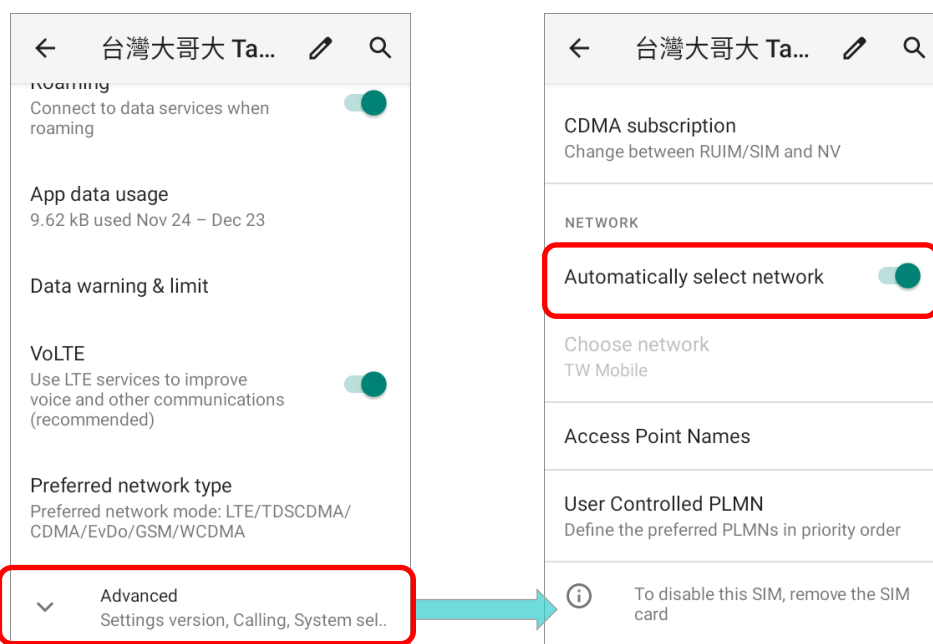 台灣大哥大 Ta...
Roaming
Connect to data services when
roaming
App data usage
9.62 kB used Nov 24 – Dec 23
Data warning & limit
VoLTE
Use LTE services to improve
voice and other communications
(recommended)
Preferred network type
Preferred network mode: LTE/TDSCDMA/
CDMA/EvDo/GSM/WCDMA
Advanced
Settings version, Calling, System sel..
台灣大哥大 Ta...
CDMA subscription
Change between RUIM/SIM and NV
NETWORK
Automatically select network
Choose network
TW Mobile
Access Point Names
User Controlled PLMN
Define the preferred PLMNs in priority order
To disable this SIM, remove the SIM
card